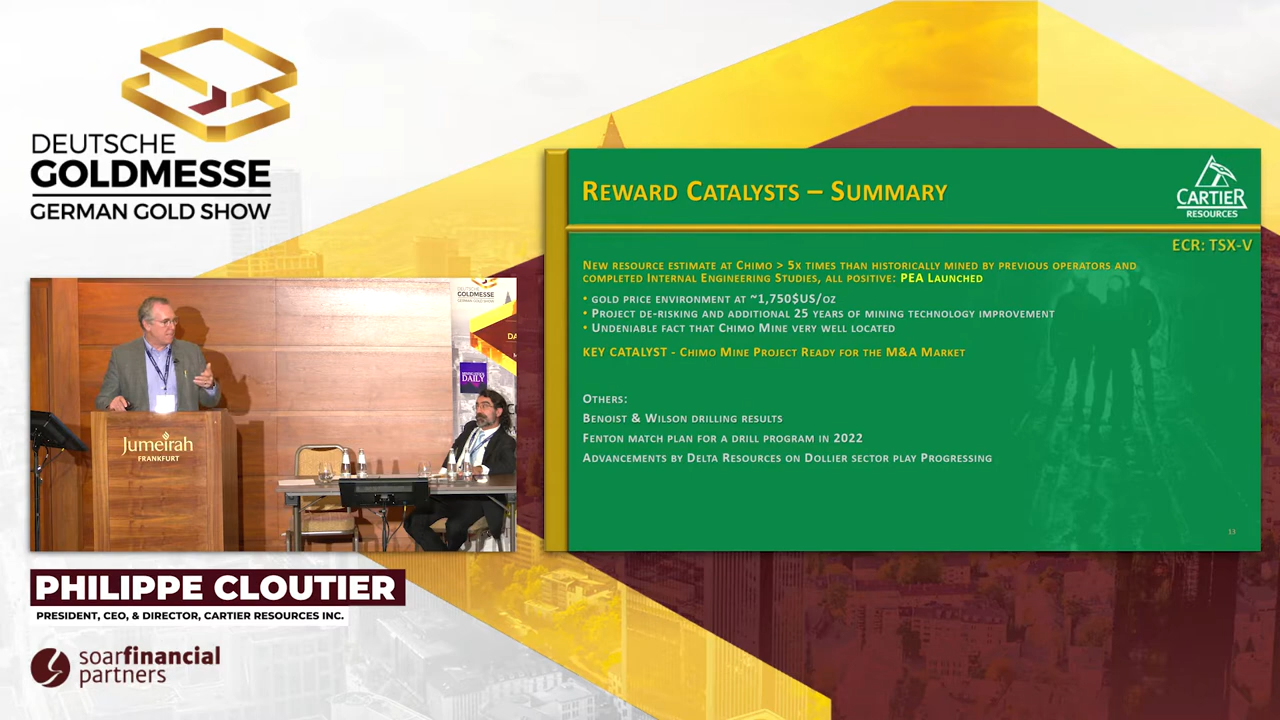 DEUTSCHE
GOLDMESSE
GERMAN GOLD SHOW
GOLDMESSE
GERMAN GOLD SHOW
DAILY
Jumeirah
FRANKFURT
PHILIPPE CLOUTIER
PRESIDENT, CEO, & DIRECTOR, CARTIER RESOURCES INC.
soarfinancial
partners
REWARD CATALYSTS – SUMMARY
CARTIER
RESOURCES
ECR: TSX-V
NEW RESOURCE ESTIMATE AT CHIMO > 5X TIMES THAN HISTORICALLY MINED BY PREVIOUS OPERATORS AND
COMPLETED INTERNAL ENGINEERING STUDIES, ALL POSITIVE: PEA LAUNCHED
• GOLD PRICE ENVIRONMENT AT ~1,750$US/OZ
• PROJECT DE-RISKING AND ADDITIONAL 25 YEARS OF MINING TECHNOLOGY IMPROVEMENT
• UNDENIABLE FACT THAT CHIMO MINE VERY WELL LOCATED
KEY CATALYST - CHIMO MINE PROJECT READY FOR THE M&A MARKET
OTHERS:
BENOIST & WILSON DRILLING RESULTS
FENTON MATCH PLAN FOR A DRILL PROGRAM IN 2022
ADVANCEMENTS BY DELTA RESOURCES ON DOLLIER SECTOR PLAY PROGRESSING
13